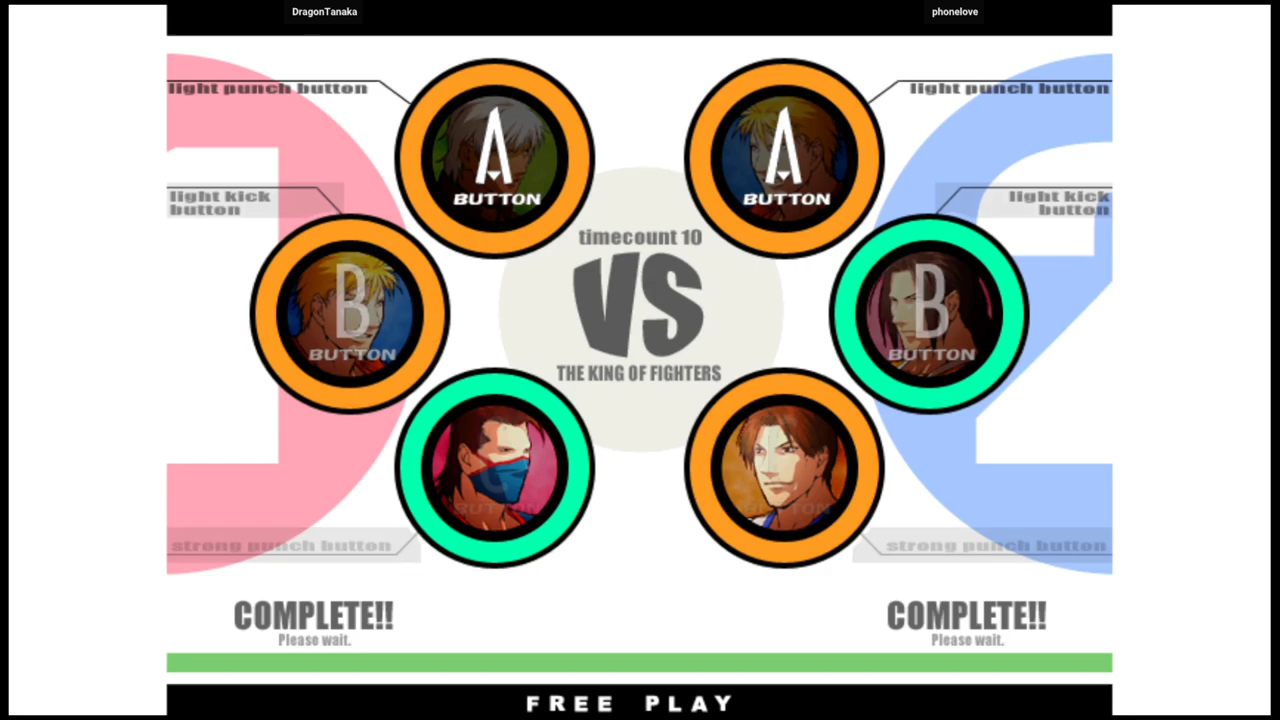 DragonTanaka
phonelove
light punch button
light punch button
A
BUTTON
A
BUTTON
light kick
button
light kick
button
timecount 10
VS
THE KING OF FIGHTERS
B
BUTTON
B
BUTTON
C
BUTTON
BUTTON
strong punch button
strong punch button
COMPLETE!!
Please wait.
COMPLETE!!
Please wait.
FREE PLAY